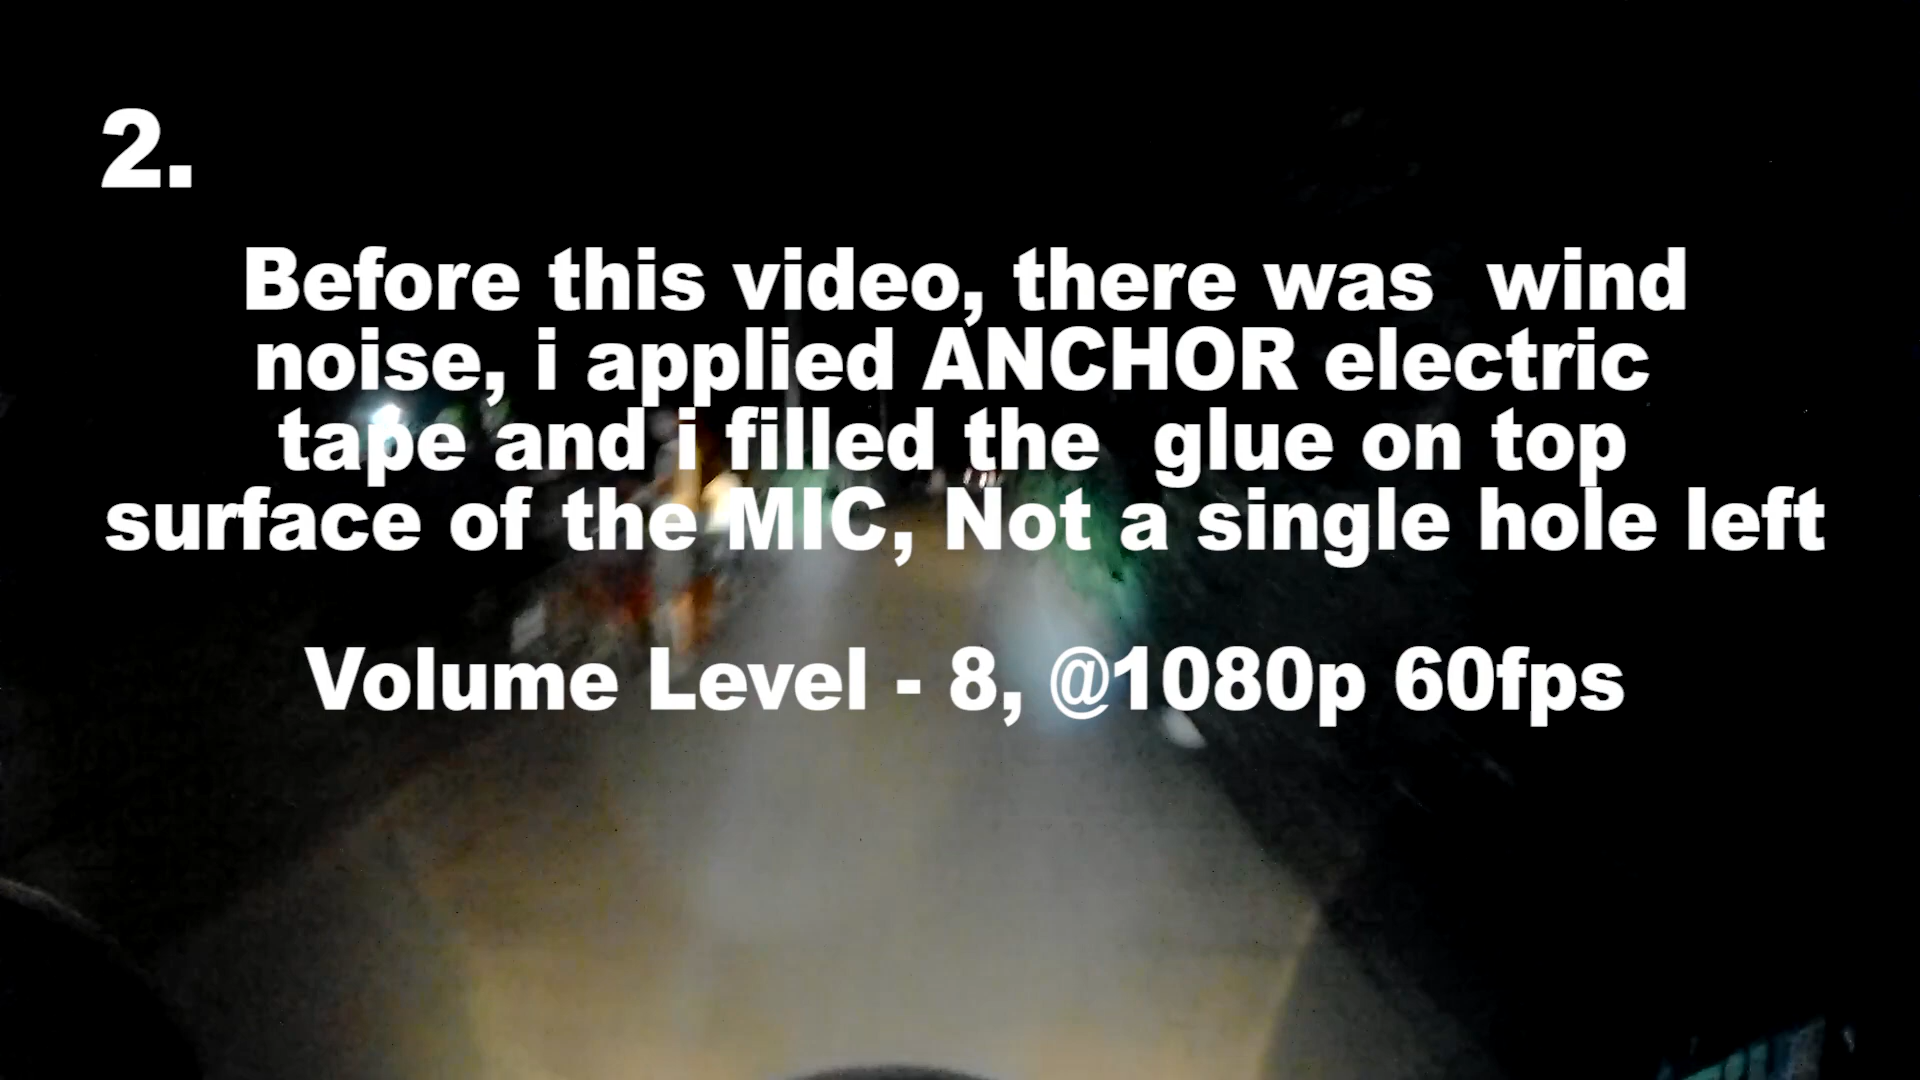 2.
Before this video, there was  wind
noise, i applied ANCHOR electric
tape and i filled the  glue on top
surface of the MIC, Not a single hole left
Volume Level - 8, @1080p 60fps